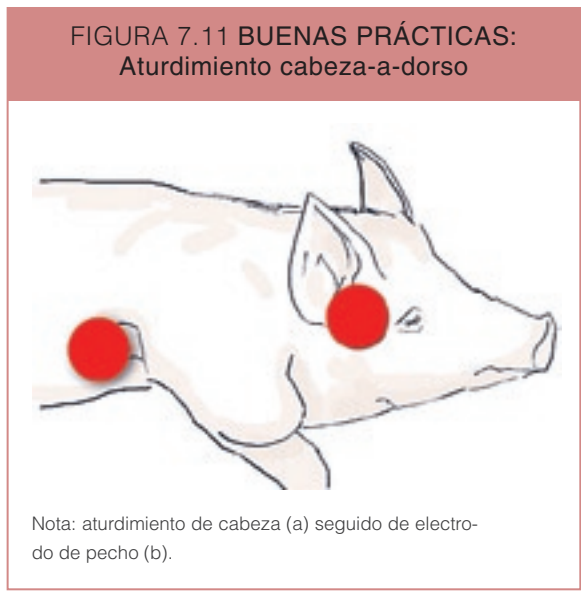 FIGURA 7.11 BUENAS PRÁCTICAS:
Aturdimiento cabeza-a-dorso
Nota: aturdimiento de cabeza (a) seguido de electro-
do de pecho (b).